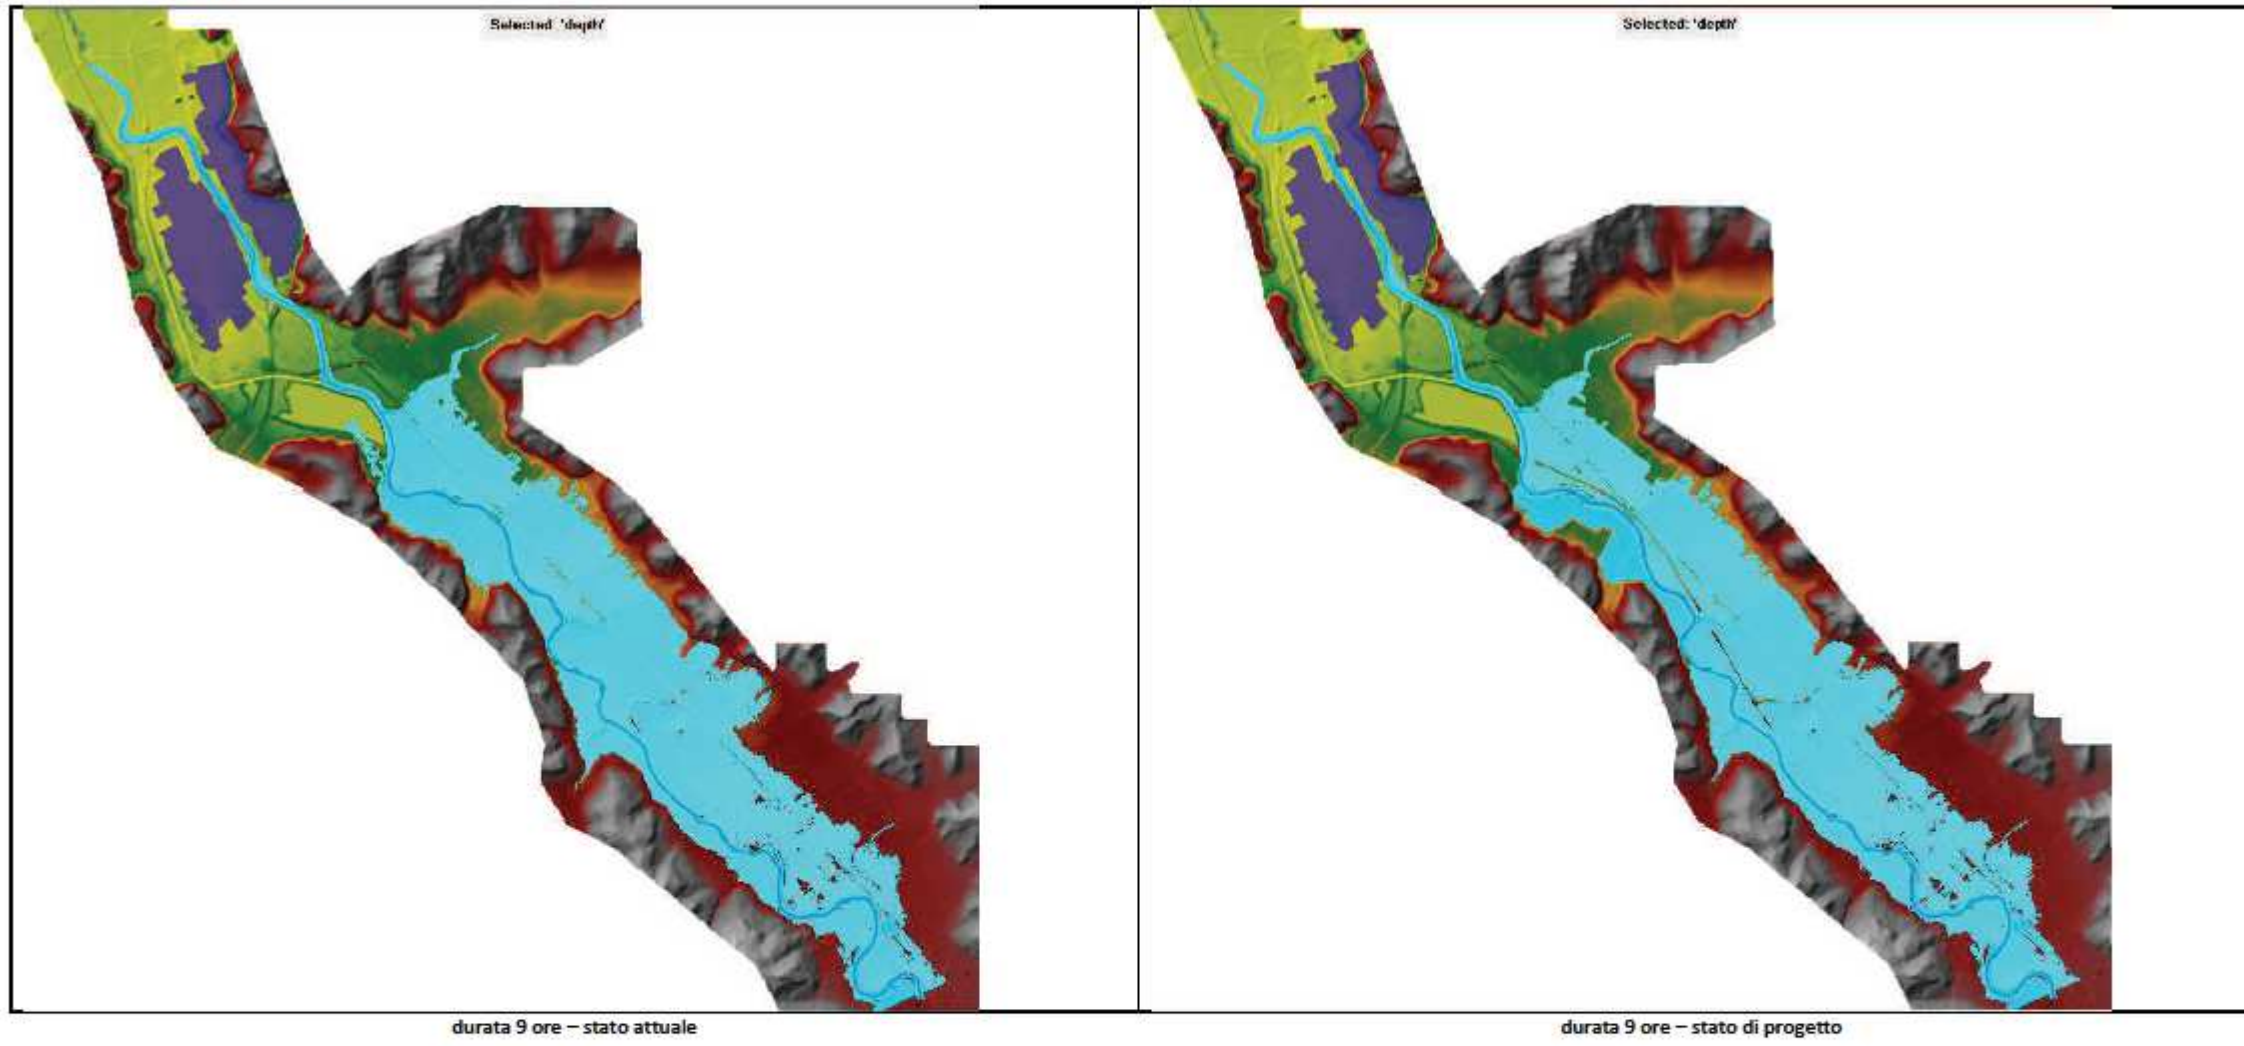 Selected: 'depth'
Selected: 'depth'
durata 9 ore – stato attuale
durata 9 ore – stato di progetto